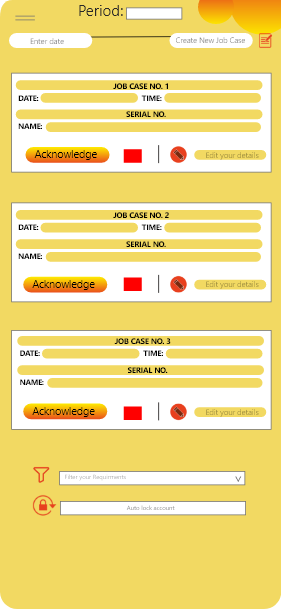 Period:
Enter date
Create New Job Case
JOB CASE NO. 1
DATE: TIME:
SERIAL NO.
NAME:
Acknowledge Edit your details
JOB CASE NO. 2
DATE: TIME:
SERIAL NO.
NAME:
Acknowledge Edit your details
JOB CASE NO. 3
DATE: TIME:
SERIAL NO.
NAME:
Acknowledge Edit your details
Filter your Requirments
Auto lock account